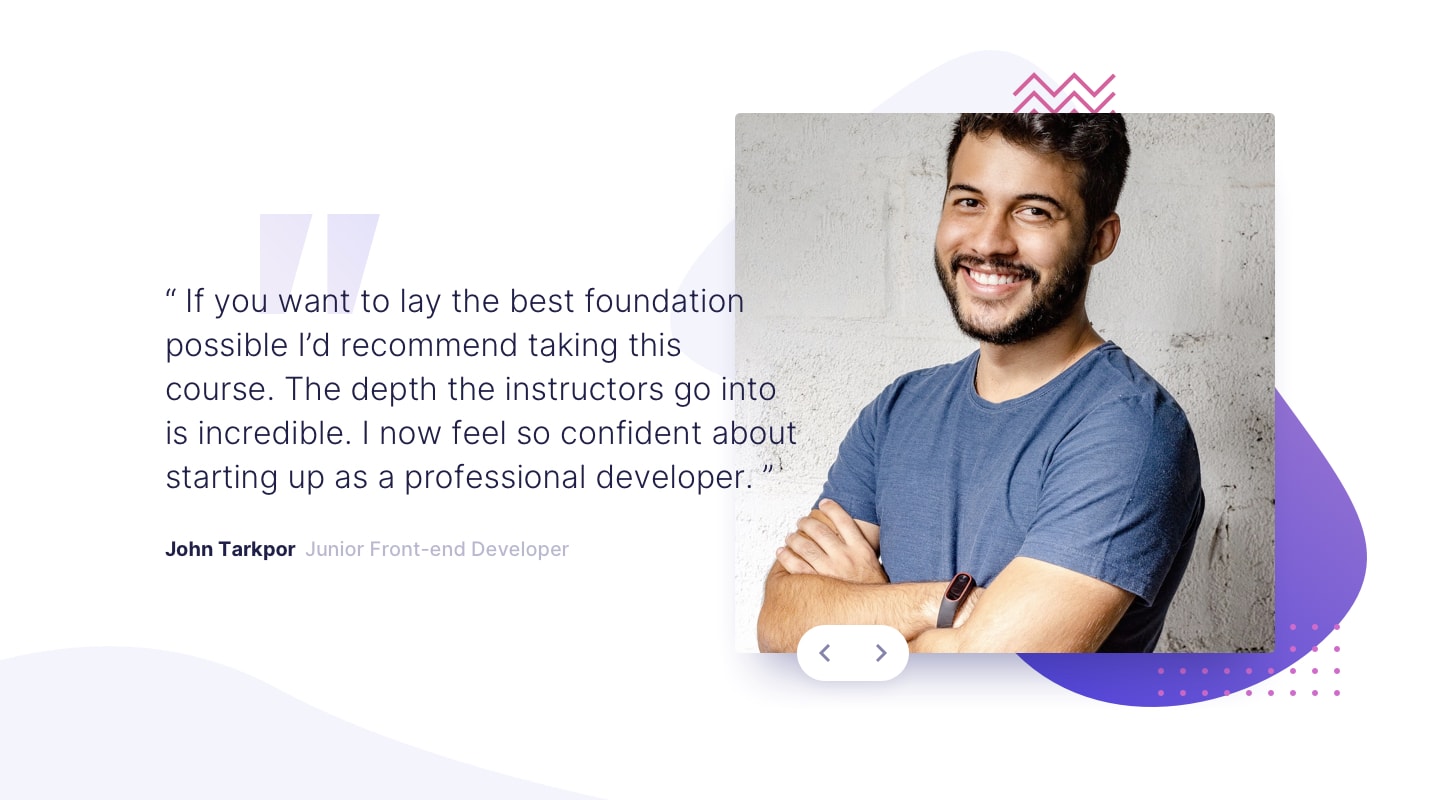 “ If you want to lay the best foundation
possible I’d recommend taking this
course. The depth the instructors go into
is incredible. I now feel so confident about
starting up as a professional developer. ”
John Tarkpor Junior Front-end Developer